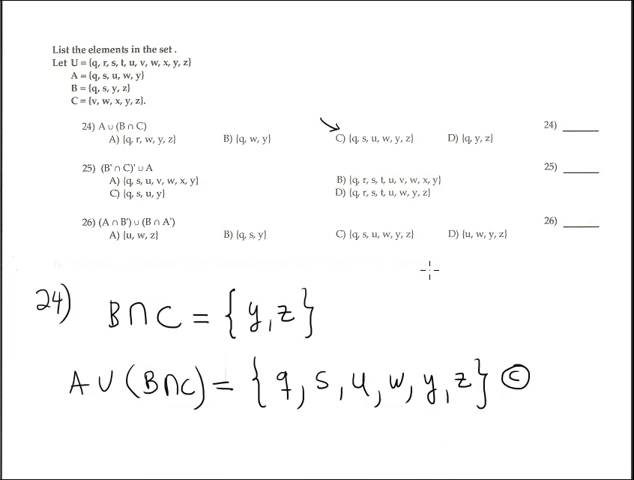 List the elements in the set .
Let U = {q, r, s, t, u, v, w, x, y, z}
A = {q, s, u, w, y}
B = {q, s, y, z}
C = {v, w, x, y, z}.
24) A ∪ (B ∩ C) 24) ______
A) {q, r, w, y, z} B) {q, w, y} C) {q, s, u, w, y, z} D) {q, y, z}
25) (B' ∩ C)' ∪ A 25) ______
A) {q, s, u, v, w, x, y} B) {q, r, s, t, u, v, w, x, y}
C) {q, s, u, y} D) {q, r, s, t, u, w, y, z}
26) (A ∩ B') ∪ (B ∩ A') 26) ______
A) {u, w, z} B) {q, s, y} C) {q, s, u, w, y, z} D) {u, w, y, z}
24) B ∩ C = {y, z}
A ∪ (B ∩ C) = {q, s, u, w, y, z} Ⓒ